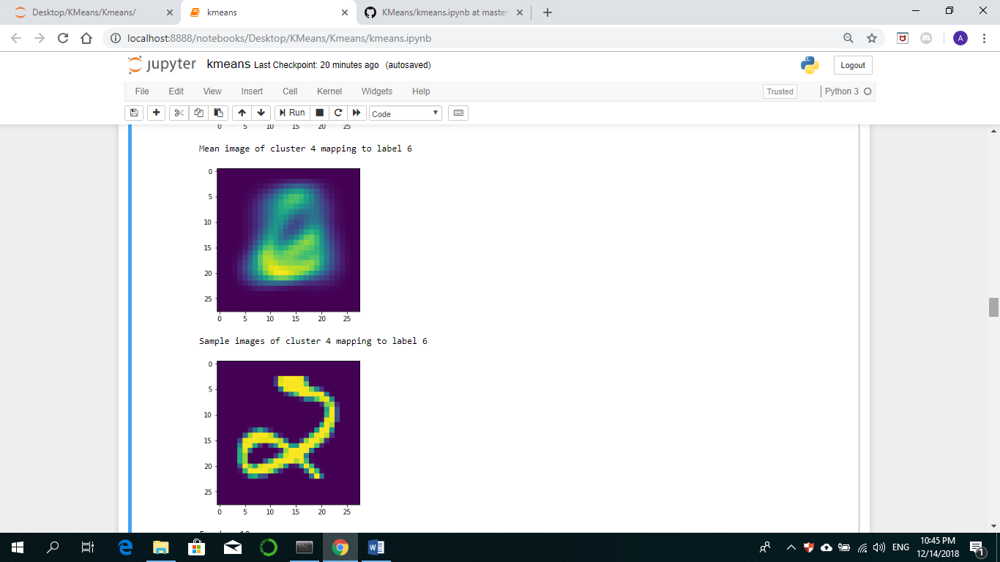 Desktop/KMeans/Kmeans/
kmeans
KMeans/kmeans.ipynb at master
localhost:8888/notebooks/Desktop/KMeans/Kmeans/kmeans.ipynb
A
jupyter kmeans Last Checkpoint: 20 minutes ago (autosaved)
Logout
File Edit View Insert Cell Kernel Widgets Help
Trusted
Python 3
Run
Code
0 5 10 15 20 25
Mean image of cluster 4 mapping to label 6
0
5
10
15
20
25
0 5 10 15 20 25
Sample images of cluster 4 mapping to label 6
0
5
10
15
20
25
0 5 10 15 20 25
ENG
10:45 PM
12/14/2018
1